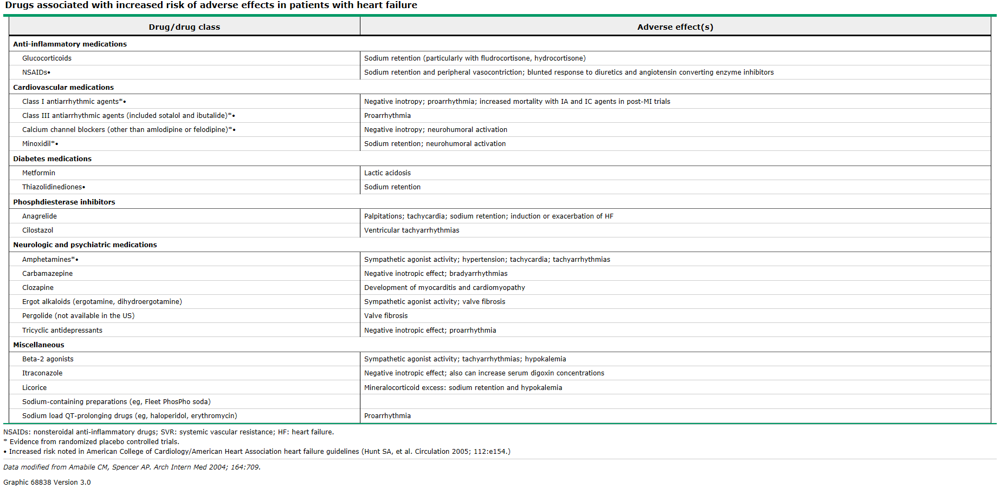 Drugs associated with increased risk of adverse effects in patients with heart failure
Drug/drug class Adverse effect(s)
Anti-inflammatory medications
Glucocorticoids Sodium retention (particularly with fludrocortisone, hydrocortisone)
NSAIDs• Sodium retention and peripheral vasocontriction; blunted response to diuretics and angiotensin converting enzyme inhibitors
Cardiovascular medications
Class I antiarrhythmic agents*• Negative inotropy; proarrhythmia; increased mortality with IA and IC agents in post-MI trials
Class III antiarrhythmic agents (included sotalol and ibutalide)*• Proarrhythmia
Calcium channel blockers (other than amlodipine or felodipine)*• Negative inotropy; neurohumoral activation
Minoxidil*• Sodium retention; neurohumoral activation
Diabetes medications
Metformin Lactic acidosis
Thiazolidinediones• Sodium retention
Phosphdiesterase inhibitors
Anagrelide Palpitations; tachycardia; sodium retention; induction or exacerbation of HF
Cilostazol Ventricular tachyarrhythmias
Neurologic and psychiatric medications
Amphetamines*• Sympathetic agonist activity; hypertension; tachycardia; tachyarrhythmias
Carbamazepine Negative inotropic effect; bradyarrhythmias
Clozapine Development of myocarditis and cardiomyopathy
Ergot alkaloids (ergotamine, dihydroergotamine) Sympathetic agonist activity; valve fibrosis
Pergolide (not available in the US) Valve fibrosis
Tricyclic antidepressants Negative inotropic effect; proarrhythmia
Miscellaneous
Beta-2 agonists Sympathetic agonist activity; tachyarrhythmias; hypokalemia
Itraconazole Negative inotropic effect; also can increase serum digoxin concentrations
Licorice Mineralocorticoid excess: sodium retention and hypokalemia
Sodium-containing preparations (eg, Fleet PhosPho soda)
Sodium load QT-prolonging drugs (eg, haloperidol, erythromycin) Proarrhythmia
NSAIDs: nonsteroidal anti-inflammatory drugs; SVR: systemic vascular resistance; HF: heart failure.
* Evidence from randomized placebo controlled trials.
• Increased risk noted in American College of Cardiology/American Heart Association heart failure guidelines (Hunt SA, et al. Circulation 2005; 112:e154.)
Data modified from Amabile CM, Spencer AP. Arch Intern Med 2004; 164:709.
Graphic 68838 Version 3.0